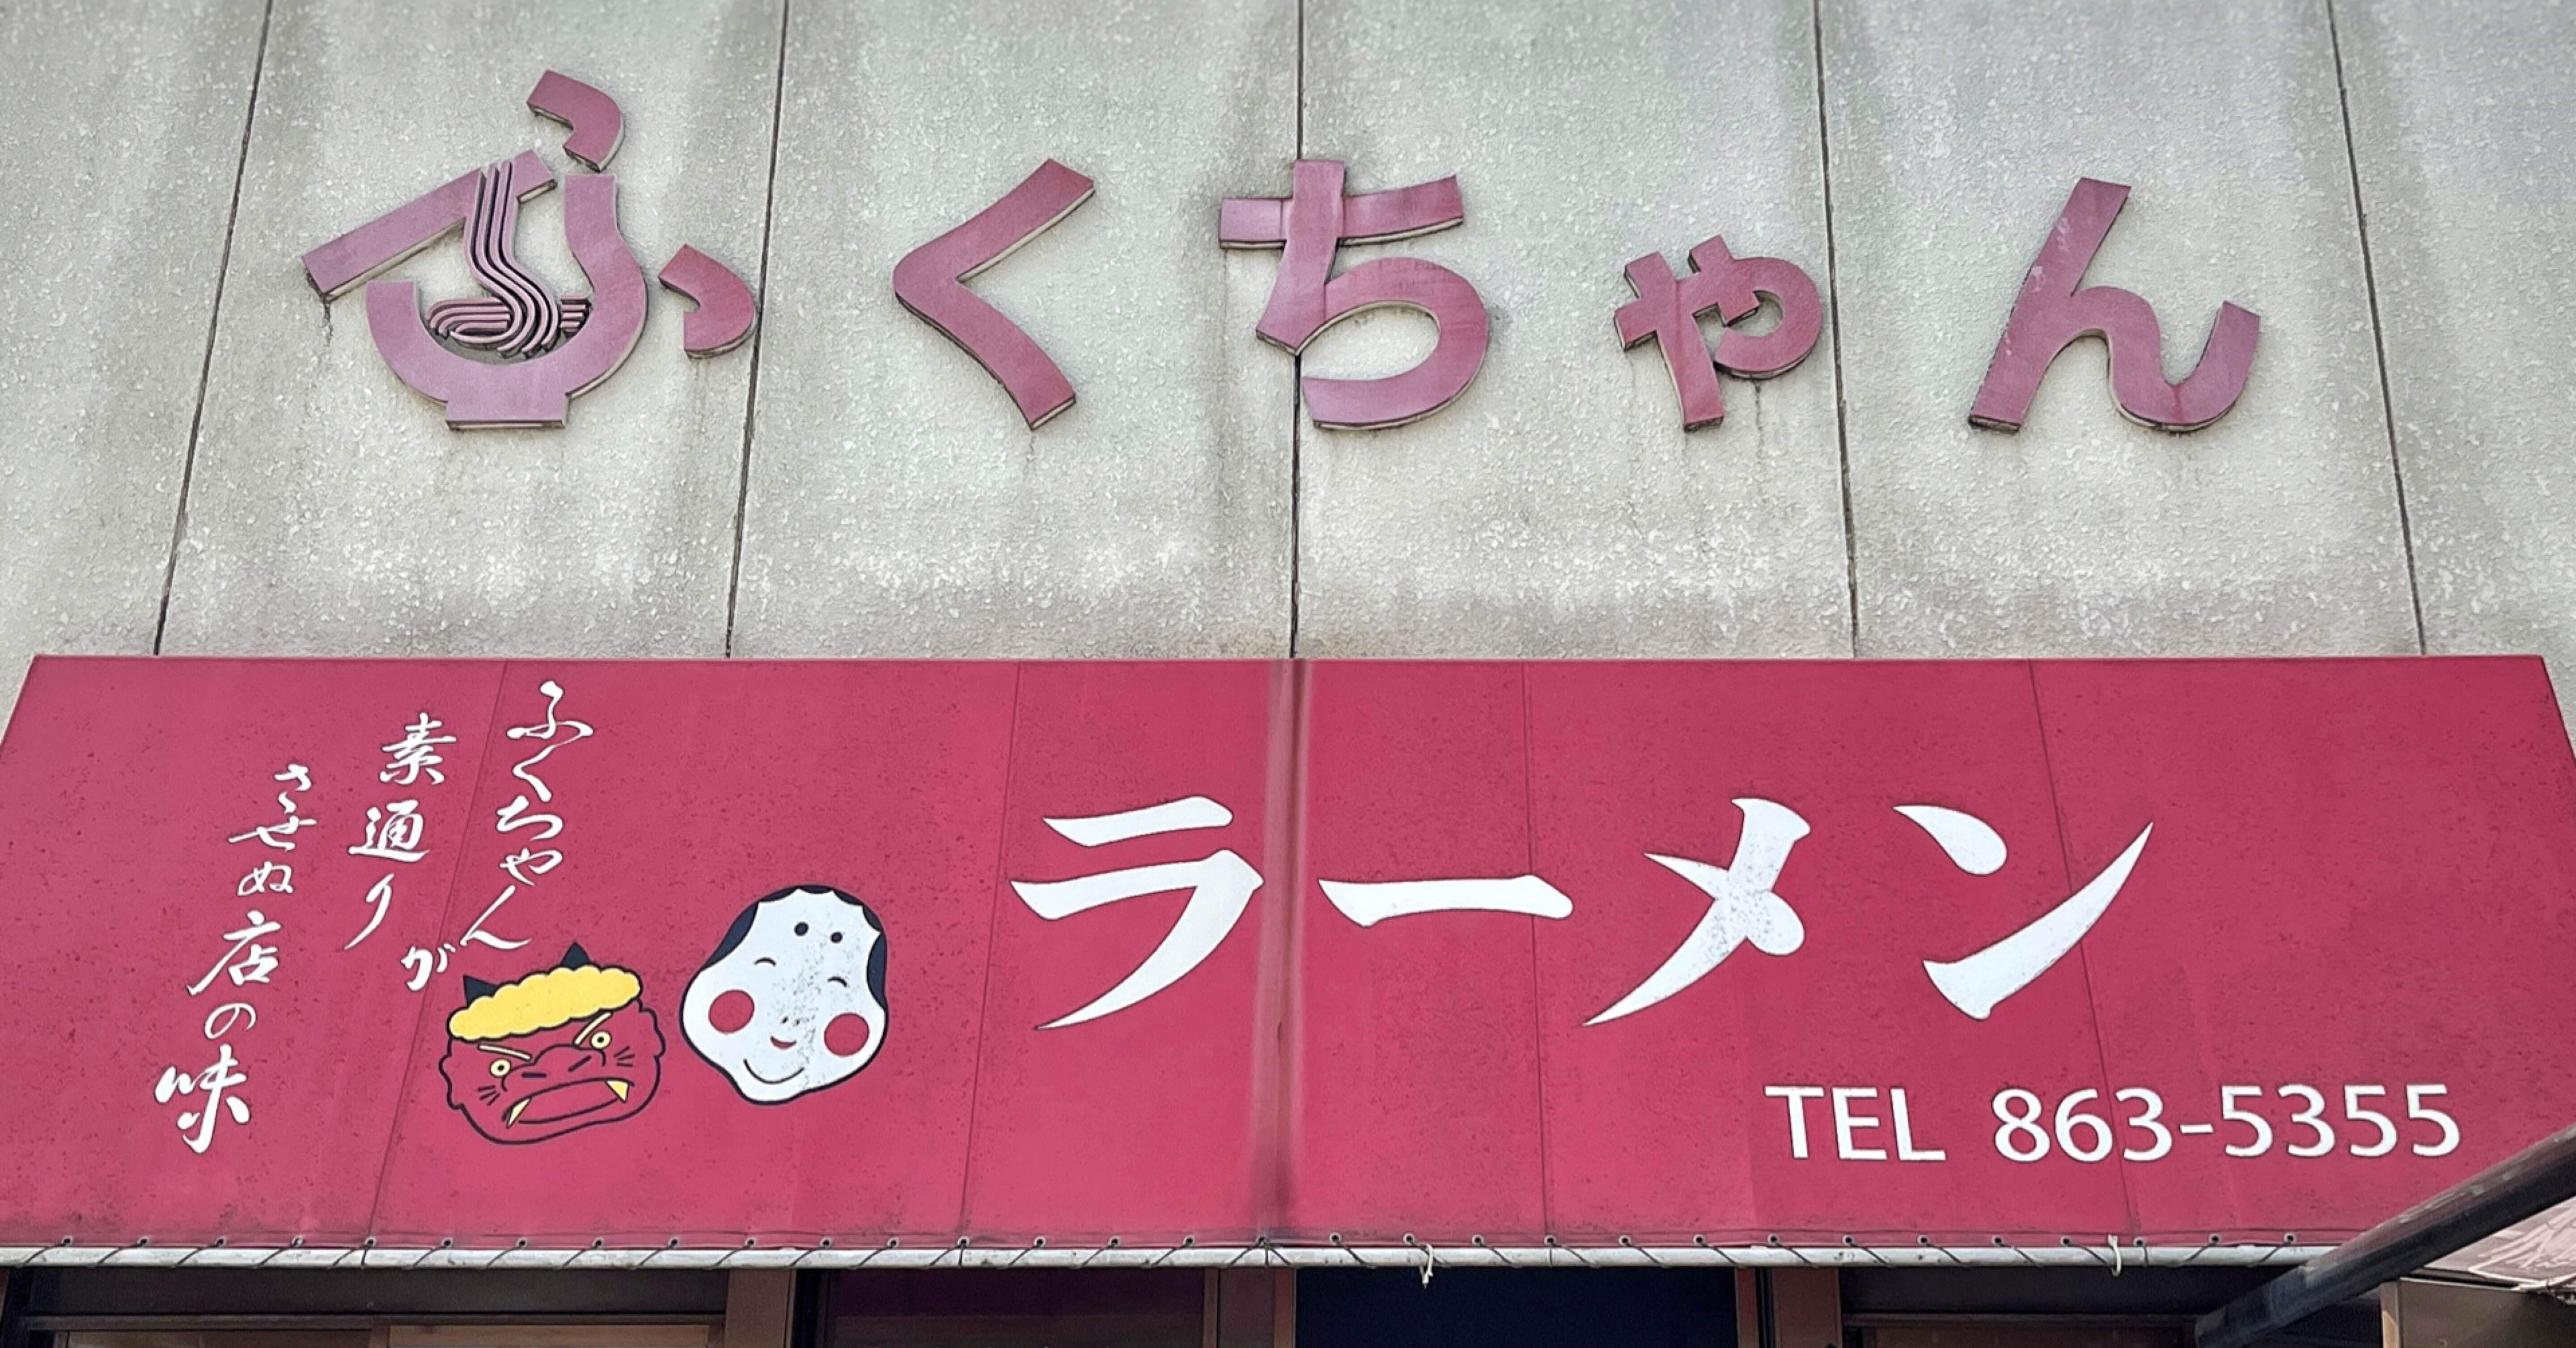 ふくちゃん
ふくちゃんが
素通り
させぬ店の味
ラーメン
TEL 863-5355